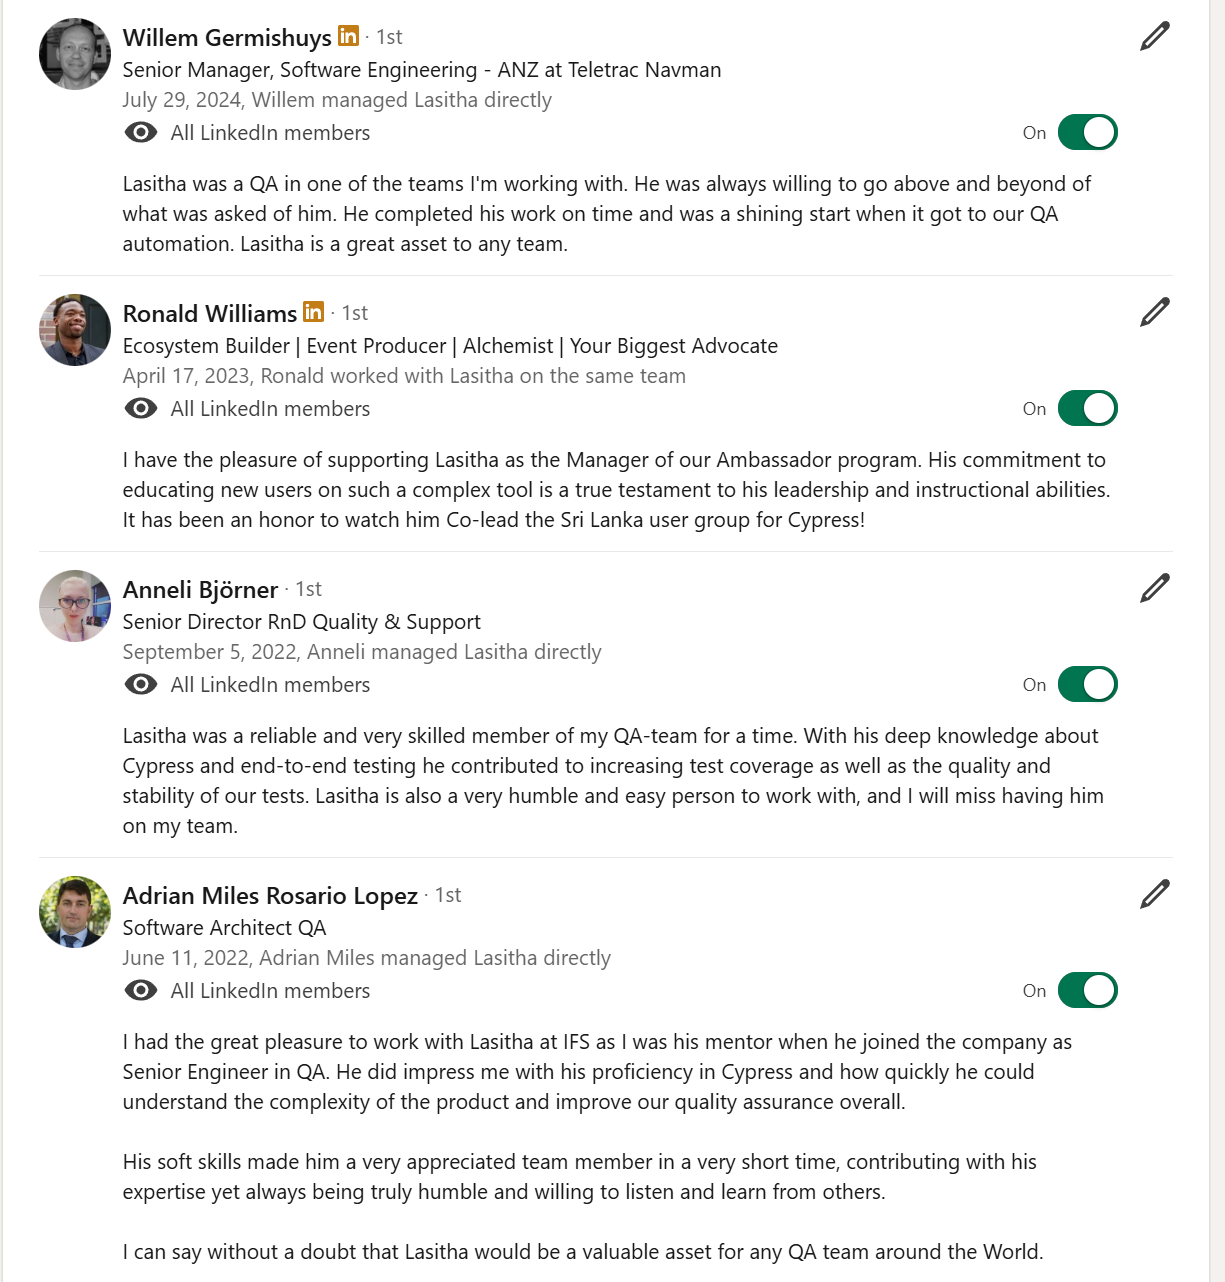 Willem Germishuys in · 1st
Senior Manager, Software Engineering - ANZ at Teletrac Navman
July 29, 2024, Willem managed Lasitha directly
All LinkedIn members On
Lasitha was a QA in one of the teams I'm working with. He was always willing to go above and beyond of
what was asked of him. He completed his work on time and was a shining start when it got to our QA
automation. Lasitha is a great asset to any team.
Ronald Williams in · 1st
Ecosystem Builder | Event Producer | Alchemist | Your Biggest Advocate
April 17, 2023, Ronald worked with Lasitha on the same team
All LinkedIn members On
I have the pleasure of supporting Lasitha as the Manager of our Ambassador program. His commitment to
educating new users on such a complex tool is a true testament to his leadership and instructional abilities.
It has been an honor to watch him Co-lead the Sri Lanka user group for Cypress!
Anneli Björner · 1st
Senior Director RnD Quality & Support
September 5, 2022, Anneli managed Lasitha directly
All LinkedIn members On
Lasitha was a reliable and very skilled member of my QA-team for a time. With his deep knowledge about
Cypress and end-to-end testing he contributed to increasing test coverage as well as the quality and
stability of our tests. Lasitha is also a very humble and easy person to work with, and I will miss having him
on my team.
Adrian Miles Rosario Lopez · 1st
Software Architect QA
June 11, 2022, Adrian Miles managed Lasitha directly
All LinkedIn members On
I had the great pleasure to work with Lasitha at IFS as I was his mentor when he joined the company as
Senior Engineer in QA. He did impress me with his proficiency in Cypress and how quickly he could
understand the complexity of the product and improve our quality assurance overall.
His soft skills made him a very appreciated team member in a very short time, contributing with his
expertise yet always being truly humble and willing to listen and learn from others.
I can say without a doubt that Lasitha would be a valuable asset for any QA team around the World.